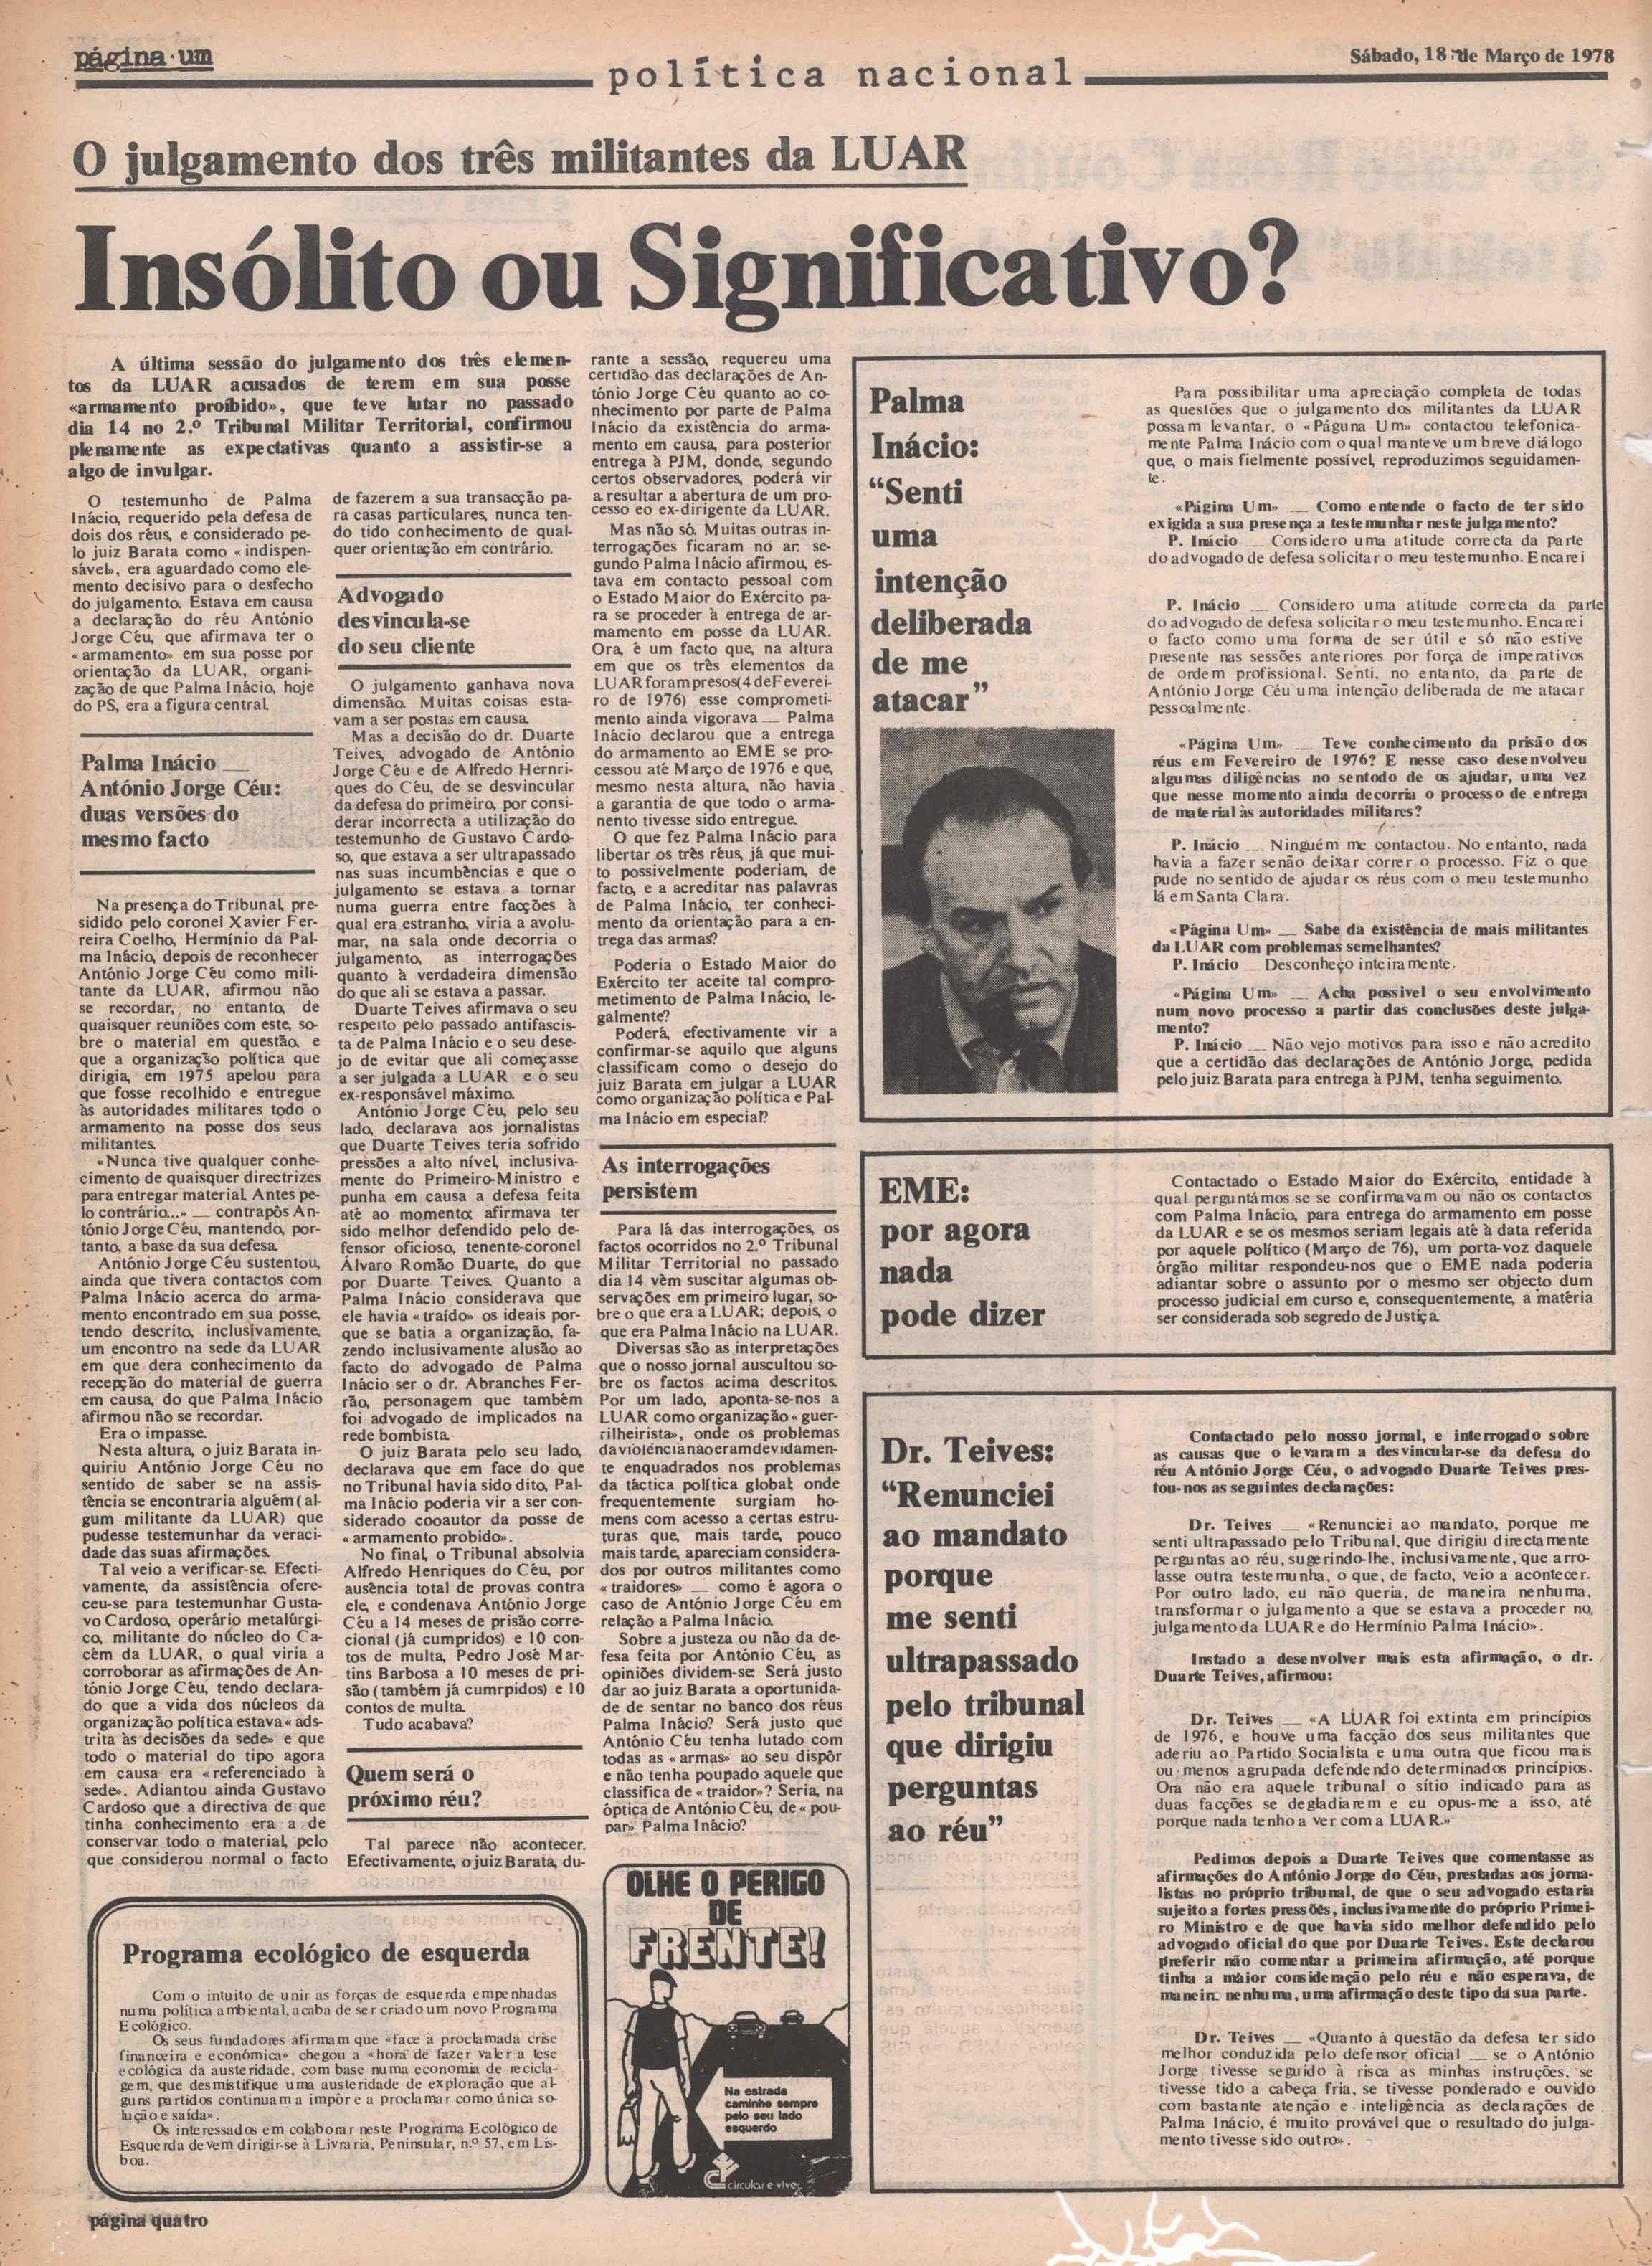 página um
política nacional
Sábado, 18 de Março de 1978
O julgamento dos três militantes da LUAR
Insólito ou Significativo?
A última sessão do julgamento dos três elemen-
tos da LUAR acusados de terem em sua posse
«armamento proíbido», que teve lutar no passado
dia 14 no 2.º Tribunal Militar Territorial, confirmou
plenamente as expectativas quanto a assistir-se a
algo de invulgar.
O testemunho de Palma
Inácio, requerido pela defesa de
dois dos réus, e considerado pe-
lo juiz Barata como «indispen-
sável», era aguardado como ele-
mento decisivo para o desfecho
do julgamento. Estava em causa
a declaração do réu António
Jorge Céu, que afirmava ter o
«armamento» em sua posse por
orientação da LUAR, organi-
zação de que Palma Inácio, hoje
do PS, era a figura central.
Palma Inácio —
António Jorge Céu:
duas versões do
mesmo facto
Na presença do Tribunal, pre-
sidido pelo coronel Xavier Fer-
reira Coelho, Hermínio da Pal-
ma Inácio, depois de reconhecer
António Jorge Céu como mili-
tante da LUAR, afirmou não
se recordar, no entanto, de
quaisquer reuniões com este, so-
bre o material em questão, e
que a organização política que
dirigia, em 1975 apelou para
que fosse recolhido e entregue
às autoridades militares todo o
armamento na posse dos seus
militantes.
«Nunca tive qualquer conhe-
cimento de quaisquer directrizes
para entregar material. Antes pe-
lo contrário...» — contrapôs An-
tónio Jorge Céu, mantendo, por-
tanto, a base da sua defesa.
António Jorge Céu sustentou,
ainda que tivera contactos com
Palma Inácio acerca do arma-
mento encontrado em sua posse,
tendo descrito, inclusivamente,
um encontro na sede da LUAR
em que dera conhecimento da
recepção do material de guerra
em causa, do que Palma Inácio
afirmou não se recordar.
Era o impasse.
Nesta altura, o juiz Barata in-
quiriu António Jorge Céu no
sentido de saber se na assis-
tência se encontraria alguém (al-
gum militante da LUAR) que
pudesse testemunhar da veraci-
dade das suas afirmações.
Tal veio a verificar-se. Efecti-
vamente, da assistência ofere-
ceu-se para testemunhar Gusta-
vo Cardoso, operário metalúrgi-
co, militante do núcleo do Ca-
cém da LUAR, o qual viria a
corroborar as afirmações de An-
tónio Jorge Céu, tendo declara-
do que a vida dos núcleos da
organização política estava «ads-
trita às decisões da sede» e que
todo o material do tipo agora
em causa era «referenciado à
sede». Adiantou ainda Gustavo
Cardoso que a directiva de que
tinha conhecimento era a de
conservar todo o material, pelo
que considerou normal o facto
de fazerem a sua transacção pa-
ra casas particulares, nunca ten-
do tido conhecimento de qual-
quer orientação em contrário.
Advogado
desvincula-se
do seu cliente
O julgamento ganhava nova
dimensão. Muitas coisas esta-
vam a ser postas em causa.
Mas a decisão do dr. Duarte
Teives, advogado de António
Jorge Céu e de Alfredo Hernri-
ques do Céu, de se desvincular
da defesa do primeiro, por consi-
derar incorrecta a utilização do
testemunho de Gustavo Cardo-
so, que estava a ser ultrapassado
nas suas incumbências e que o
julgamento se estava a tornar
numa guerra entre facções à
qual era estranho, viria a avolu-
mar, na sala onde decorria o
julgamento, as interrogações
quanto à verdadeira dimensão
do que ali se estava a passar.
Duarte Teives afirmava o seu
respeito pelo passado antifascis-
ta de Palma Inácio e o seu dese-
jo de evitar que ali começasse
a ser julgada a LUAR e o seu
ex-responsável máximo.
António Jorge Céu, pelo seu
lado, declarava aos jornalistas
que Duarte Teives teria sofrido
pressões a alto nível, inclusiva-
mente do Primeiro-Ministro e
punha em causa a defesa feita
até ao momento; afirmava ter
sido melhor defendido pelo de-
fensor oficioso, tenente-coronel
Álvaro Romão Duarte, do que
por Duarte Teives. Quanto a
Palma Inácio considerava que
ele havia «traído» os ideais por-
que se batia a organização, fa-
zendo inclusivamente alusão ao
facto do advogado de Palma
Inácio ser o dr. Abranches Fer-
rão, personagem que também
foi advogado de implicados na
rede bombista.
O juiz Barata pelo seu lado,
declarava que em face do que
no Tribunal havia sido dito, Pal-
ma Inácio poderia vir a ser con-
siderado cooautor da posse de
«armamento probido».
No final, o Tribunal absolvia
Alfredo Henriques do Céu, por
ausência total de provas contra
ele, e condenava António Jorge
Céu a 14 meses de prisão corre-
cional (já cumpridos) e 10 con-
tos de multa, Pedro José Mar-
tins Barbosa a 10 meses de pri-
são (também já cumrpidos) e 10
contos de multa.
Tudo acabava?
Quem será o
próximo réu?
Tal parece não acontecer.
Efectivamente, o juiz Barata, du-
rante a sessão, requereu uma
certidão das declarações de An-
tónio Jorge Céu quanto ao co-
nhecimento por parte de Palma
Inácio da existência do arma-
mento em causa, para posterior
entrega à PJM, donde, segundo
certos observadores, poderá vir
a resultar a abertura de um pro-
cesso eo ex-dirigente da LUAR.
Mas não só. Muitas outras in-
terrogações ficaram no ar: se-
gundo Palma Inácio afirmou, es-
tava em contacto pessoal com
o Estado Maior do Exército pa-
ra se proceder à entrega de ar-
mamento em posse da LUAR.
Ora, é um facto que, na altura
em que os três elementos da
LUAR foram presos (4 de Feverei-
ro de 1976) esse comprometi-
mento ainda vigorava — Palma
Inácio declarou que a entrega
do armamento ao EME se pro-
cessou até Março de 1976 e que,
mesmo nesta altura, não havia
a garantia de que todo o arma-
nento tivesse sido entregue.
O que fez Palma Inácio para
libertar os três réus, já que mui-
to possivelmente poderiam, de
facto, e a acreditar nas palavras
de Palma Inácio, ter conheci-
mento da orientação para a en-
trega das armas?
Poderia o Estado Maior do
Exército ter aceite tal compro-
metimento de Palma Inácio, le-
galmente?
Poderá, efectivamente vir a
confirmar-se aquilo que alguns
classificam como o desejo do
juiz Barata em julgar a LUAR
como organização política e Pal-
ma Inácio em especial?
As interrogações
persistem
Para lá das interrogações, os
factos ocorridos no 2.º Tribunal
Militar Territorial no passado
dia 14 vêm suscitar algumas ob-
servações: em primeiro lugar, so-
bre o que era a LUAR; depois, o
que era Palma Inácio na LUAR.
Diversas são as interpretações
que o nosso jornal auscultou so-
bre os factos acima descritos.
Por um lado, aponta-se-nos a
LUAR como organização «guer-
rilheirista», onde os problemas
da violência não eram devidamen-
te enquadrados nos problemas
da táctica política global; onde
frequentemente surgiam ho-
mens com acesso a certas estru-
turas que, mais tarde, pouco
mais tarde, apareciam considera-
dos por outros militantes como
«traidores» — como é agora o
caso de António Jorge Céu em
relação a Palma Inácio.
Sobre a justeza ou não da de-
fesa feita por António Céu, as
opiniões dividem-se: Será justo
dar ao juiz Barata a oportunida-
de de sentar no banco dos réus
Palma Inácio? Será justo que
António Céu tenha lutado com
todas as «armas» ao seu dispôr
e não tenha poupado aquele que
classifica de «traidor»? Seria, na
óptica de António Céu, de «pou-
par» Palma Inácio?
Palma
Inácio:
“Senti
uma
intenção
deliberada
de me
atacar”
Para possibilitar uma apreciação completa de todas
as questões que o julgamento dos militantes da LUAR
possam levantar, o «Páguna Um» contactou telefonica-
mente Palma Inácio com o qual manteve um breve diálogo
que, o mais fielmente possível, reproduzimos seguidamen-
te.
«Página Um» — Como entende o facto de ter sido
exigida a sua presença a testemunhar neste julgamento?
P. Inácio — Considero uma atitude correcta da parte
do advogado de defesa solicitar o meu testemunho. Encarei
P. Inácio — Considero uma atitude correcta da parte
do advogado de defesa solicitar o meu testemunho. Encarei
o facto como uma forma de ser útil e só não estive
presente nas sessões anteriores por força de imperativos
de ordem profissional. Senti, no entanto, da parte de
António Jorge Céu uma intenção deliberada de me atacar
pessoalmente.
«Página Um» — Teve conhecimento da prisão dos
réus em Fevereiro de 1976? E nesse caso desenvolveu
algumas diligências no sentodo de os ajudar, uma vez
que nesse momento ainda decorria o processo de entrega
de material às autoridades militares?
P. Inácio — Ninguém me contactou. No entanto, nada
havia a fazer senão deixar correr o processo. Fiz o que
pude no sentido de ajudar os réus com o meu testemunho
lá em Santa Clara.
«Página Um» — Sabe da existência de mais militantes
da LUAR com problemas semelhantes?
P. Inácio — Desconheço inteiramente.
«Página Um» — Acha possivel o seu envolvimento
num novo processo a partir das conclusões deste julga-
mento?
P. Inácio — Não vejo motivos para isso e não acredito
que a certidão das declarações de António Jorge, pedida
pelo juiz Barata para entrega à PJM, tenha seguimento.
EME:
por agora
nada
pode dizer
Contactado o Estado Maior do Exército, entidade à
qual perguntámos se se confirmavam ou não os contactos
com Palma Inácio, para entrega do armamento em posse
da LUAR e se os mesmos seriam legais até à data referida
por aquele político (Março de 76), um porta-voz daquele
órgão militar respondeu-nos que o EME nada poderia
adiantar sobre o assunto por o mesmo ser objecto dum
processo judicial em curso e, consequentemente, a matéria
ser considerada sob segredo de Justiça.
Dr. Teives:
“Renunciei
ao mandato
porque
me senti
ultrapassado
pelo tribunal
que dirigiu
perguntas
ao réu”
Contactado pelo nosso jornal, e interrogado sobre
as causas que o levaram a desvincular-se da defesa do
réu António Jorge Céu, o advogado Duarte Teives pres-
tou-nos as seguintes declarações:
Dr. Teives — «Renunciei ao mandato, porque me
senti ultrapassado pelo Tribunal, que dirigiu directamente
perguntas ao réu, sugerindo-lhe, inclusivamente, que arro-
lasse outra testemunha, o que, de facto, veio a acontecer.
Por outro lado, eu não queria, de maneira nenhuma,
transformar o julgamento a que se estava a proceder no,
julgamento da LUAR e do Hermínio Palma Inácio».
Instado a desenvolver mais esta afirmação, o dr.
Duarte Teives, afirmou:
Dr. Teives — «A LUAR foi extinta em princípios
de 1976, e houve uma facção dos seus militantes que
aderiu ao Partido Socialista e uma outra que ficou mais
ou menos agrupada defendendo determinados princípios.
Ora não era aquele tribunal o sítio indicado para as
duas facções se degladiarem e eu opus-me a isso, até
porque nada tenho a ver com a LUAR.»
Pedimos depois a Duarte Teives que comentasse as
afirmações do António Jorge do Céu, prestadas aos jorna-
listas no próprio tribunal, de que o seu advogado estaria
sujeito a fortes pressões, inclusivamente do próprio Primei-
ro Ministro e de que havia sido melhor defendido pelo
advogado oficial do que por Duarte Teives. Este declarou
preferir não comentar a primeira afirmação, até porque
tinha a maior consideração pelo réu e não esperava, de
maneira nenhuma, uma afirmação deste tipo da sua parte.
Dr. Teives — «Quanto à questão da defesa ter sido
melhor conduzida pelo defensor oficial — se o António
Jorge tivesse seguido à risca as minhas instruções, se
tivesse tido a cabeça fria, se tivesse ponderado e ouvido
com bastante atenção e inteligência as declarações de
Palma Inácio, é muito provável que o resultado do julga-
mento tivesse sido outro».
Programa ecológico de esquerda
Com o intuito de unir as forças de esquerda empenhadas
numa política ambiental, acaba de ser criado um novo Programa
Ecológico.
Os seus fundadores afirmam que «face à proclamada crise
financeira e económica» chegou a «hora de fazer valer a tese
ecológica da austeridade, com base numa economia de recicla-
gem, que desmistifique uma austeridade de exploração que al-
guns partidos continuam a impôr e a proclamar como única so-
lução e saída».
Os interessados em colaborar neste Programa Ecológico de
Esquerda devem dirigir-se à Livraria, Peninsular, n.º 57, em Lis-
boa.
OLHE O PERIGO
DE
FRENTE!
Na estrada
caminhe sempre
pelo seu lado
esquerdo
circular e viver
página quatro